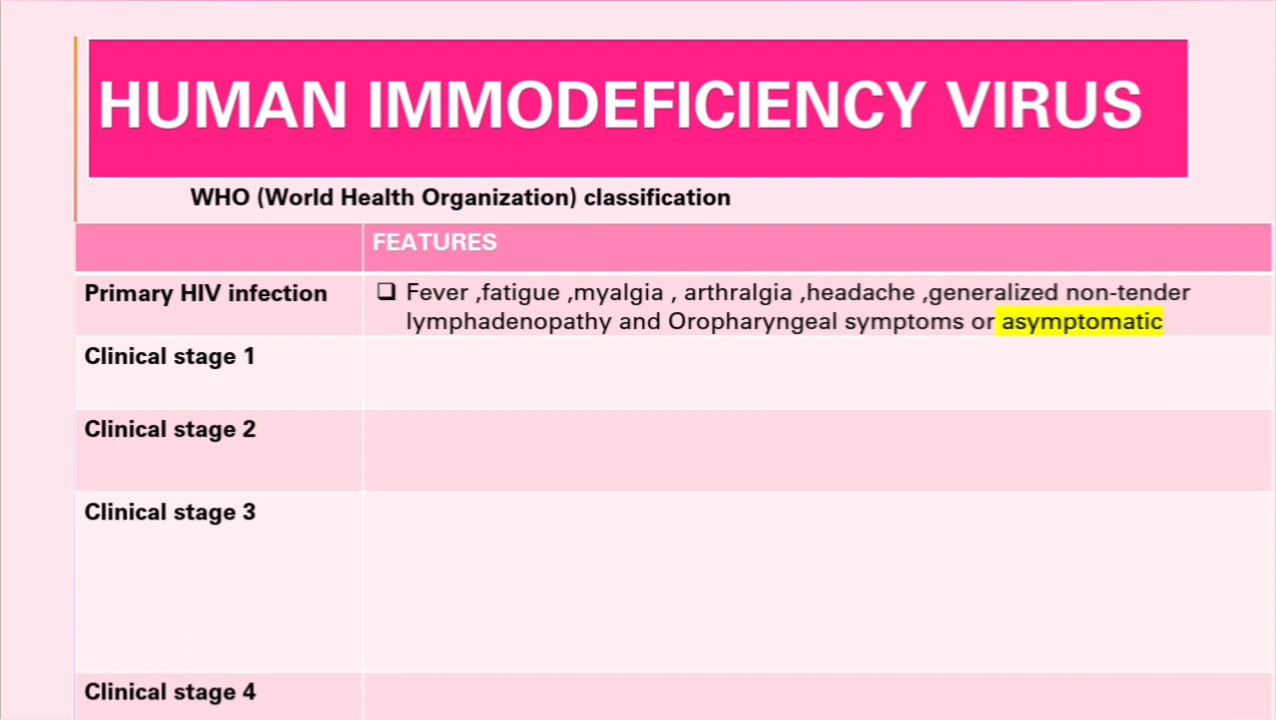 HUMAN IMMODEFICIENCY VIRUS
WHO (World Health Organization) classification
FEATURES
Primary HIV infection
❑ Fever ,fatigue ,myalgia , arthralgia ,headache ,generalized non-tender
lymphadenopathy and Oropharyngeal symptoms or asymptomatic
Clinical stage 1
Clinical stage 2
Clinical stage 3
Clinical stage 4